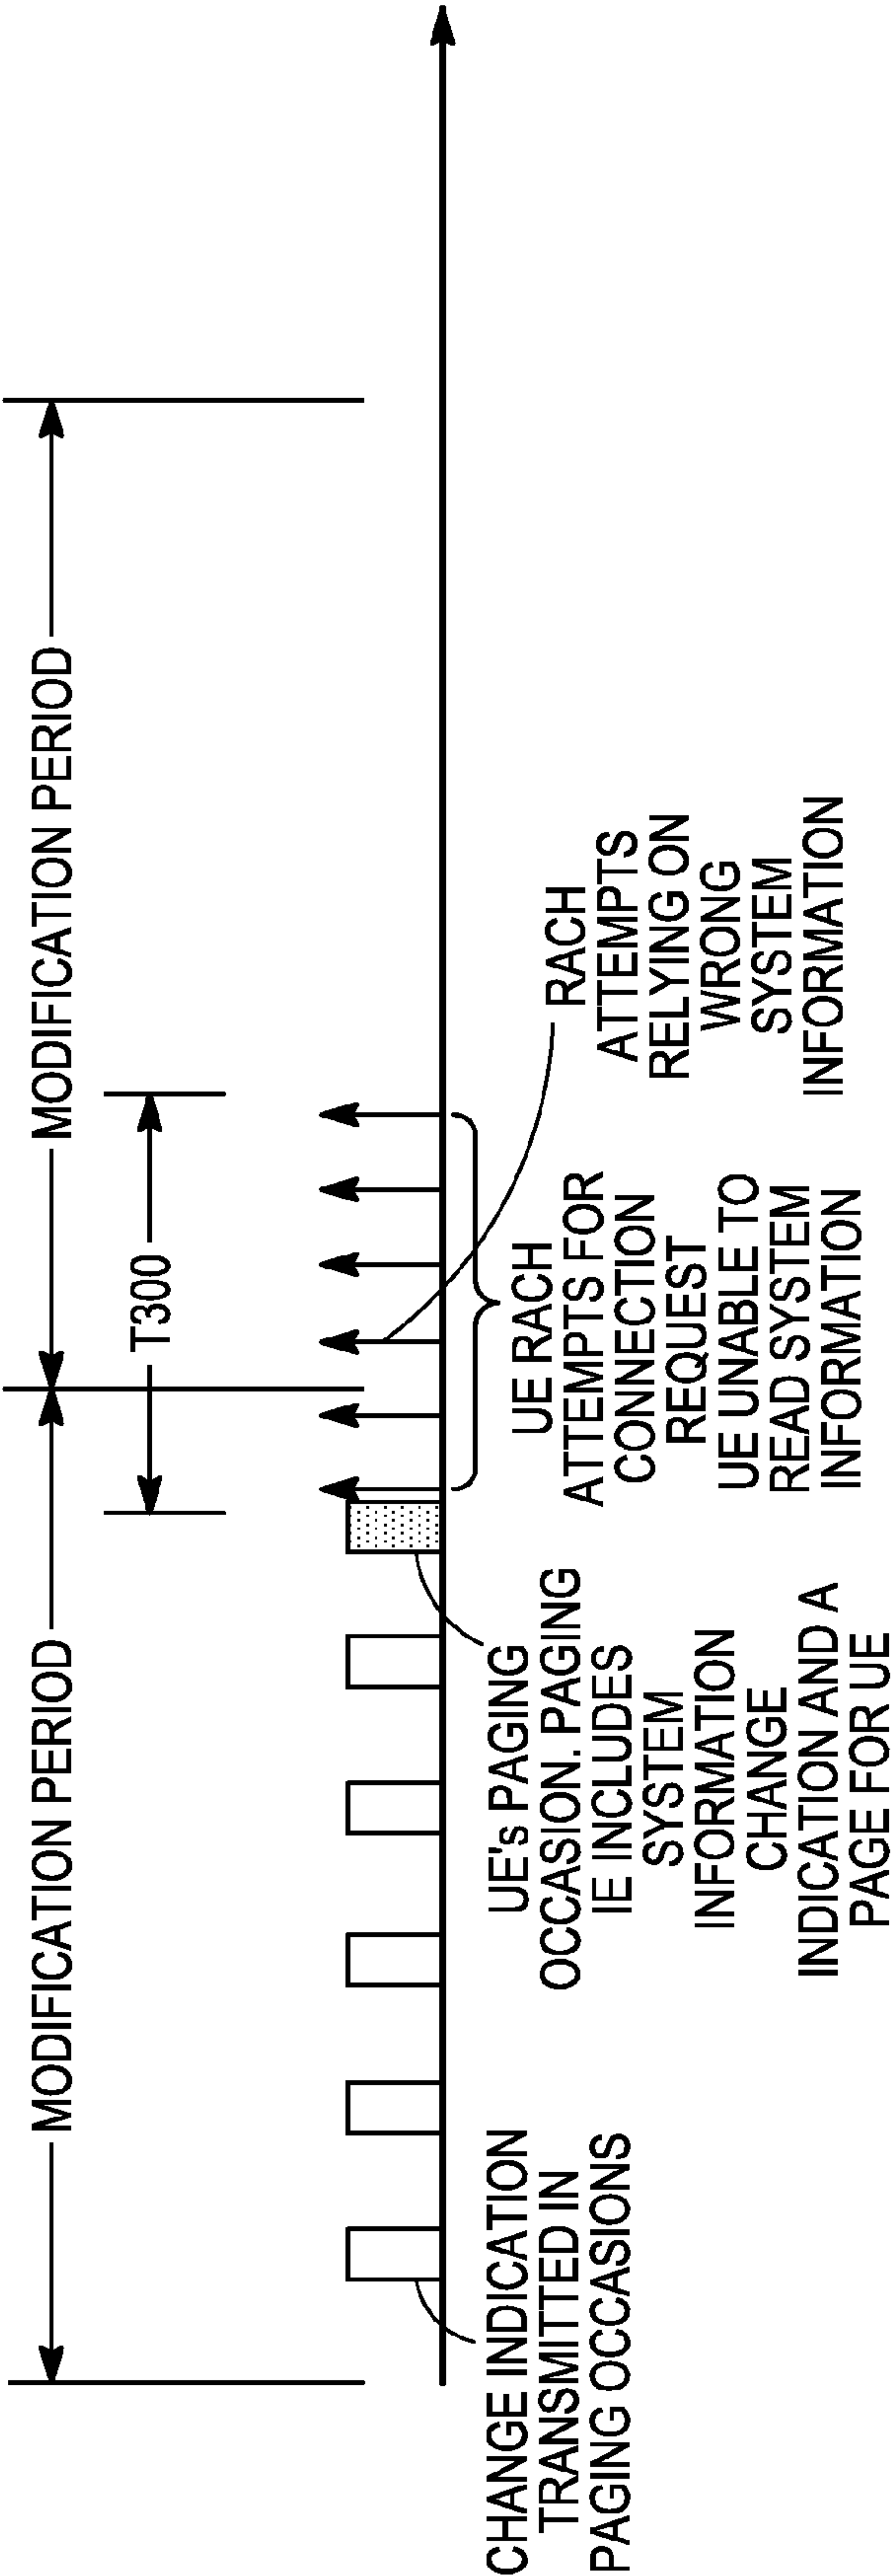 MODIFICATION PERIOD
MODIFICATION PERIOD
T300
CHANGE INDICATION
TRANSMITTED IN
PAGING OCCASIONS
UE's PAGING
OCCASION. PAGING
IE INCLUDES
SYSTEM
INFORMATION
CHANGE
INDICATION AND A
PAGE FOR UE
UE RACH
ATTEMPTS FOR
CONNECTION
REQUEST
UE UNABLE TO
READ SYSTEM
INFORMATION
RACH
ATTEMPTS
RELYING ON
WRONG
SYSTEM
INFORMATION